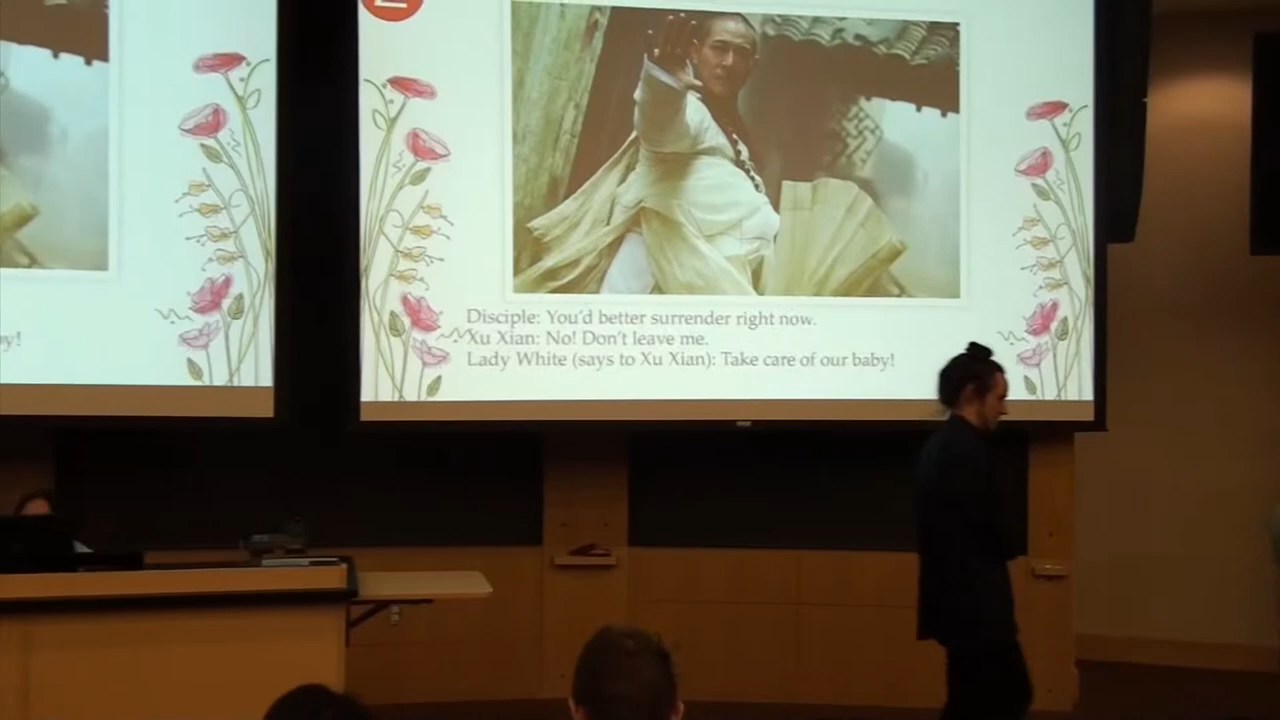 y!
Disciple: You'd better surrender right now.
Xu Xian: No! Don't leave me.
Lady White (says to Xu Xian): Take care of our baby!